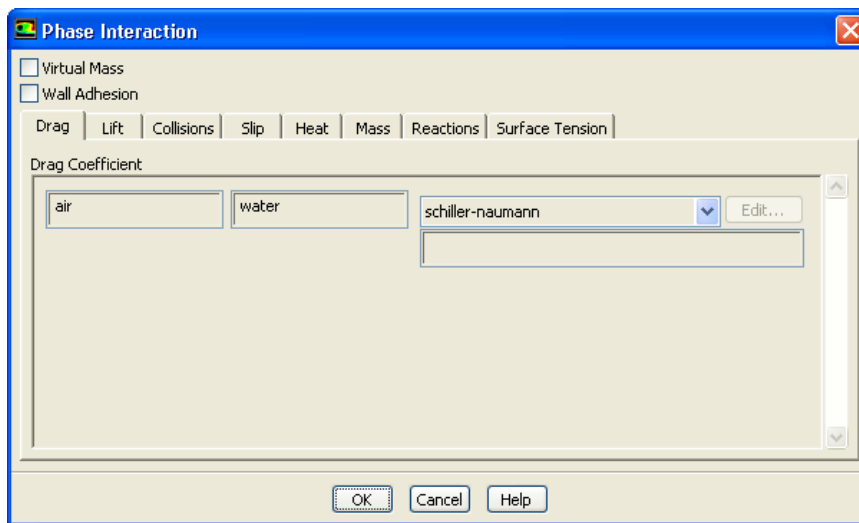 Phase Interaction
Virtual Mass
Wall Adhesion
Drag Lift Collisions Slip Heat Mass Reactions Surface Tension
Drag Coefficient
air water schiller-naumann Edit...
OK Cancel Help